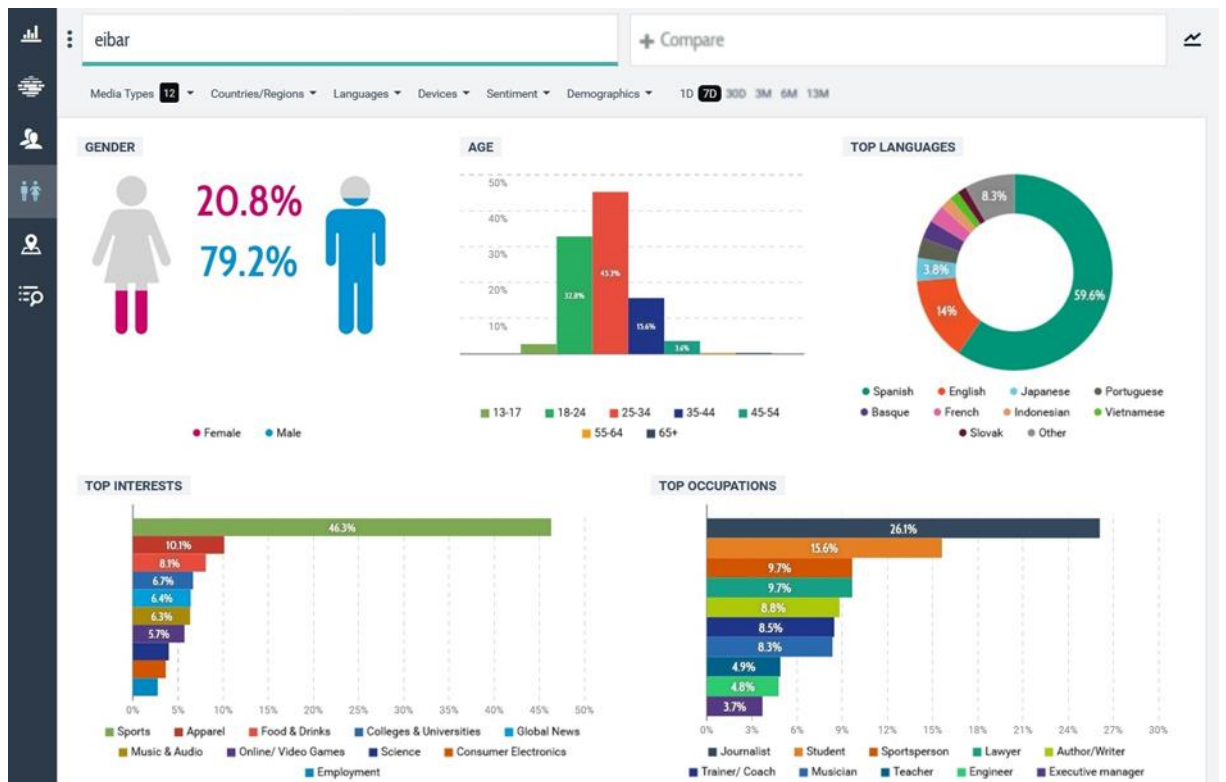 eibar
+ Compare
Media Types 12 Countries/Regions Languages Devices Sentiment Demographics 1D 7D 30D 3M 6M 13M
GENDER
20.8%
79.2%
Female Male
AGE
50%
40%
30%
20%
10%
32.8%
45.3%
15.6%
3.6%
13-17 18-24 25-34 35-44 45-54
55-64 65+
TOP LANGUAGES
8.3%
3.8%
14%
59.6%
Spanish English Japanese Portuguese
Basque French Indonesian Vietnamese
Slovak Other
TOP INTERESTS
46.3%
10.1%
8.1%
6.7%
6.4%
6.3%
5.7%
0% 5% 10% 15% 20% 25% 30% 35% 40% 45% 50%
Sports Apparel Food & Drinks Colleges & Universities Global News
Music & Audio Online/ Video Games Science Consumer Electronics
Employment
TOP OCCUPATIONS
26.1%
15.6%
9.7%
9.7%
8.8%
8.5%
8.3%
4.9%
4.8%
3.7%
0% 3% 6% 9% 12% 15% 18% 21% 24% 27% 30%
Journalist Student Sportsperson Lawyer Author/Writer
Trainer/ Coach Musician Teacher Engineer Executive manager